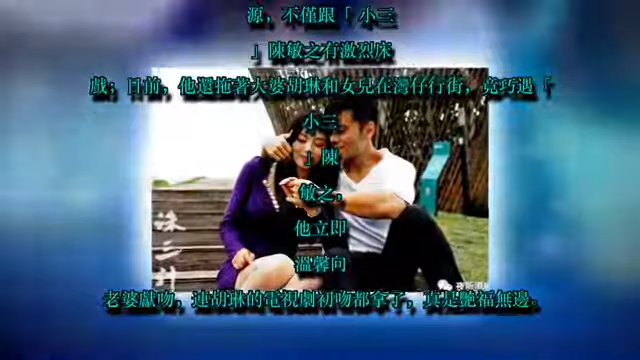 源，不僅跟「 小三
」陳敏之有激烈床
戲；日前，他還拖著大婆胡琳和女兒在灣仔行街，竟巧遇「
小三
」陳
敏之。
他立即
溫馨向
老婆獻吻，連胡琳的電視劇初吻都拿了，真是艷福無邊。